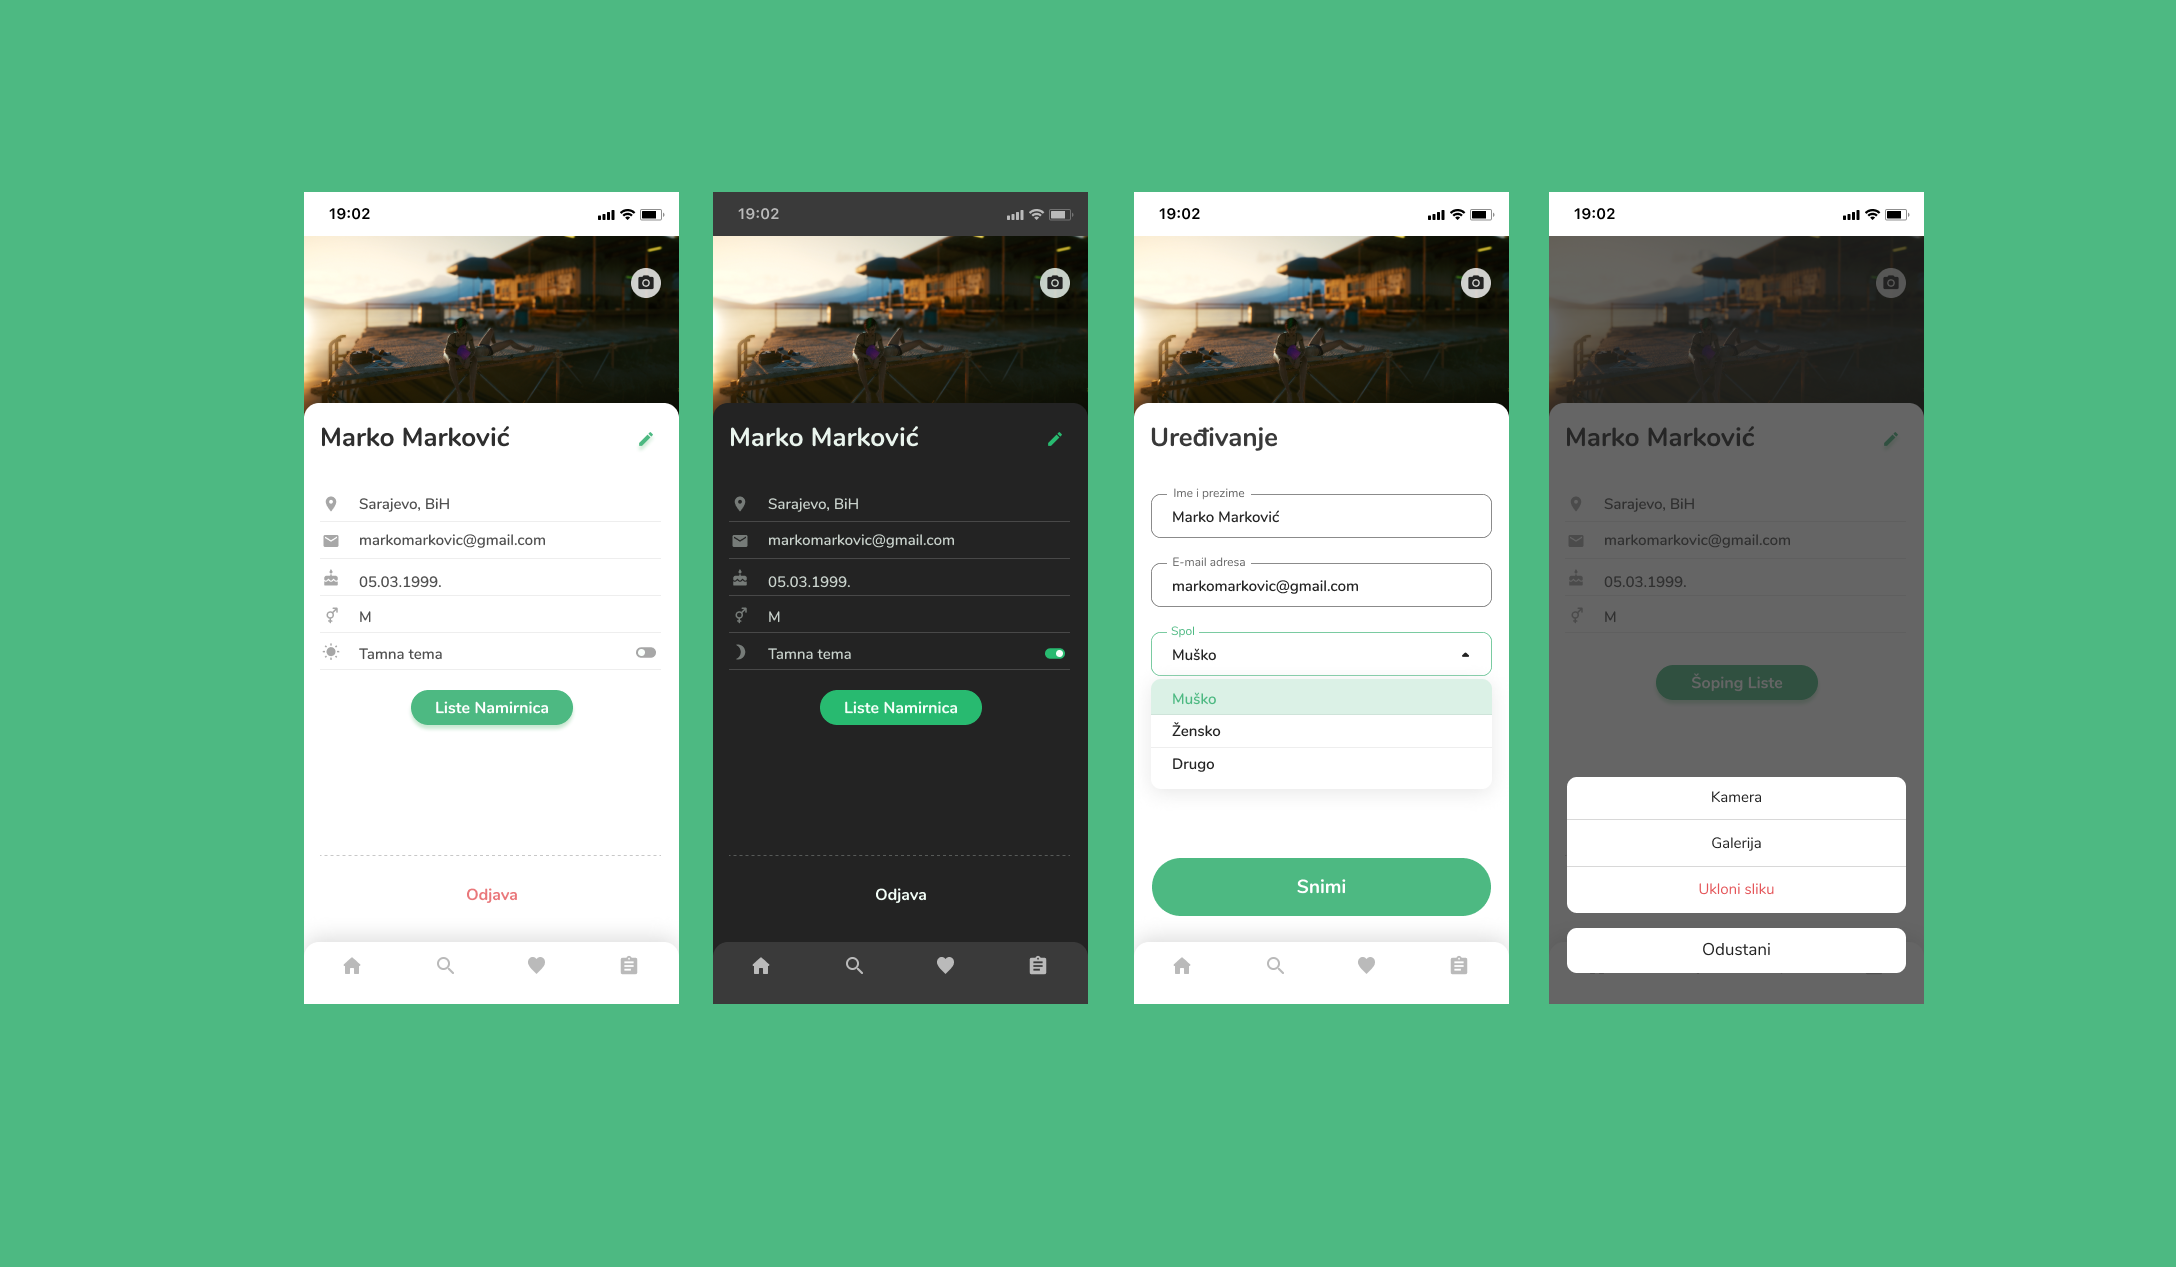 19:02
Marko Marković
Sarajevo, BiH
markomarkovic@gmail.com
05.03.1999.
M
Tamna tema
Liste Namirnica
Odjava
19:02
Marko Marković
Sarajevo, BiH
markomarkovic@gmail.com
05.03.1999.
M
Tamna tema
Liste Namirnica
Odjava
19:02
Uređivanje
Ime i prezime
Marko Marković
E-mail adresa
markomarkovic@gmail.com
Spol
Muško
Muško
Žensko
Drugo
Snimi
19:02
Marko Marković
Sarajevo, BiH
markomarkovic@gmail.com
05.03.1999.
M
Šoping Liste
Kamera
Galerija
Ukloni sliku
Odustani